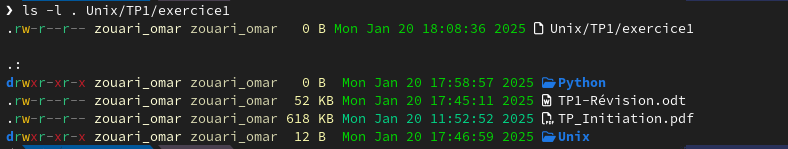 ❯ ls -l . Unix/TP1/exercice1
.rw-r--r-- zouari_omar zouari_omar 0 B Mon Jan 20 18:08:36 2025 Unix/TP1/exercice1
.:
drwxr-xr-x zouari_omar zouari_omar 0 B Mon Jan 20 17:58:57 2025 Python
.rw-r--r-- zouari_omar zouari_omar 52 KB Mon Jan 20 17:45:11 2025 TP1-Révision.odt
.rw-r--r-- zouari_omar zouari_omar 618 KB Mon Jan 20 11:52:52 2025 TP_Initiation.pdf
drwxr-xr-x zouari_omar zouari_omar 12 B Mon Jan 20 17:46:59 2025 Unix